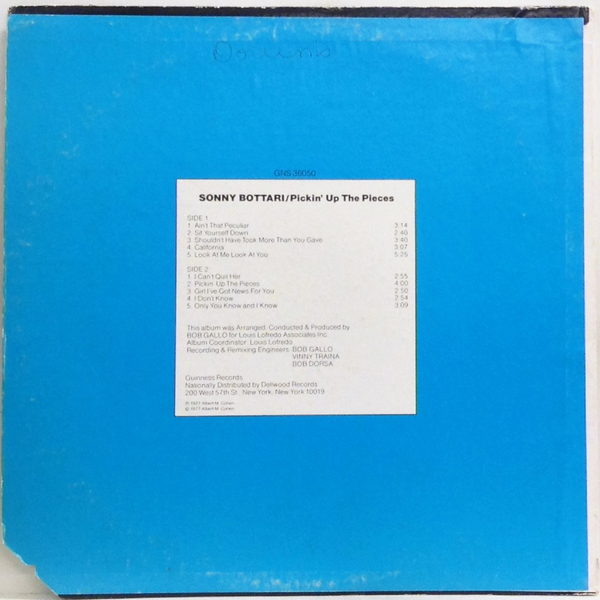 GNS 36050
SONNY BOTTARI/Pickin' Up The Pieces
SIDE 1
1. Ain't That Peculiar 3:14
2. Sit Yourself Down 2:40
3. Shouldn't Have Took More Than You Gave 3:40
4. California 3:07
5. Look At Me Look At You 5:25
SIDE 2
1. I Can't Quit Her 2:55
2. Pickin' Up The Pieces 4:00
3. Girl I've Got News For You 2:50
4. I Don't Know 2:54
5. Only You Know and I Know 3:09
This album was Arranged, Conducted & Produced by
BOB GALLO for Louis Lofredo Associates Inc.
Album Coordinator: Louis Lofredo
Recording & Remixing Engineers: BOB GALLO
VINNY TRAINA
BOB DORSA
Guinness Records
Nationally Distributed by Dellwood Records
200 West 57th St., New York, New York 10019
℗ 1977 Albert M. Cohen
© 1977 Albert M. Cohen